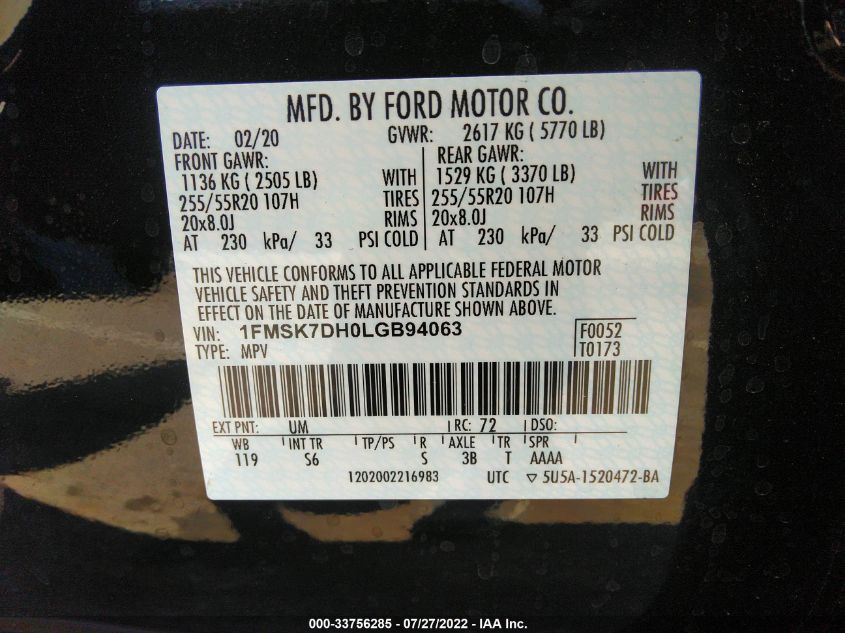 MFD. BY FORD MOTOR CO.
DATE: 02/20 GVWR: 2617 KG ( 5770 LB)
FRONT GAWR: REAR GAWR:
1136 KG ( 2505 LB) WITH 1529 KG ( 3370 LB) WITH
255/55R20 107H TIRES 255/55R20 107H TIRES
20x8.0J RIMS 20x8.0J RIMS
AT 230 kPa/ 33 PSI COLD AT 230 kPa/ 33 PSI COLD
THIS VEHICLE CONFORMS TO ALL APPLICABLE FEDERAL MOTOR
VEHICLE SAFETY AND THEFT PREVENTION STANDARDS IN
EFFECT ON THE DATE OF MANUFACTURE SHOWN ABOVE.
VIN: 1FMSK7DH0LGB94063 F0052
TYPE: MPV T0173
EXT PNT: UM RC: 72 DSO:
WB INT TR TP/PS R AXLE TR SPR
119 S6 S 3B T AAAA
1202002216983 UTC ▽ 5U5A-1520472-BA
000-33756285 - 07/27/2022 - IAA Inc.